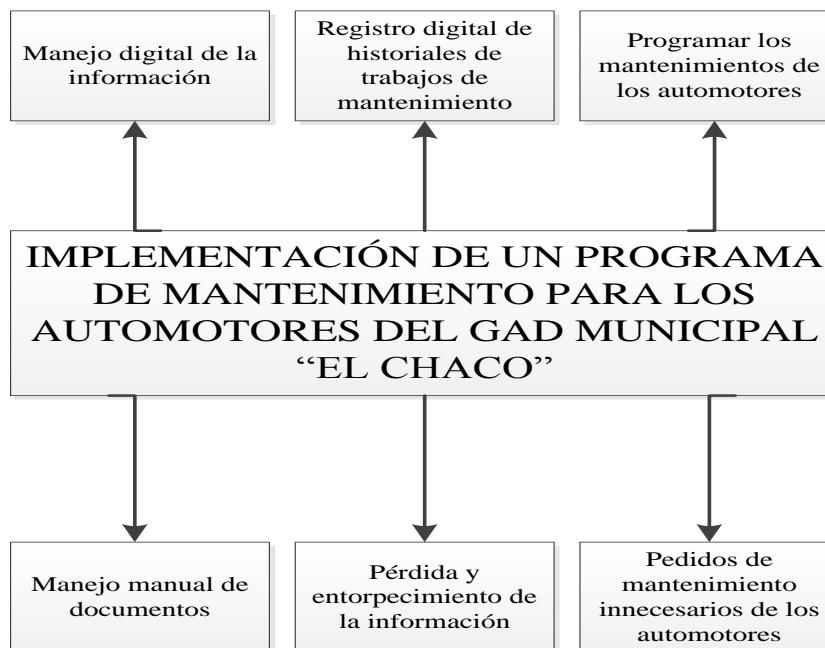 Manejo digital de la
información
Registro digital de
historiales de
trabajos de
mantenimiento
Programar los
mantenimientos de
los automotores
IMPLEMENTACIÓN DE UN PROGRAMA
DE MANTENIMIENTO PARA LOS
AUTOMOTORES DEL GAD MUNICIPAL
“EL CHACO”
Manejo manual de
documentos
Pérdida y
entorpecimiento de
la información
Pedidos de
mantenimiento
innecesarios de los
automotores